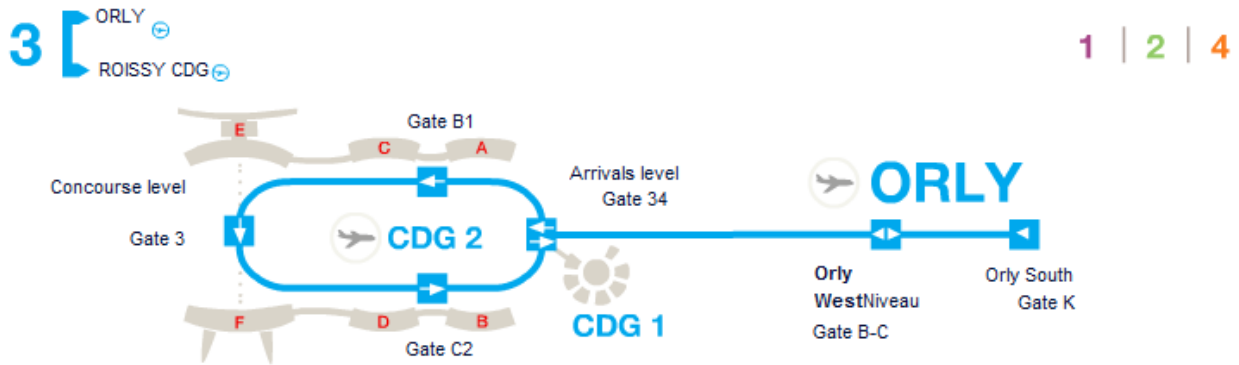 3
ORLY
ROISSY CDG
1 | 2 | 4
E
Gate B1
C
A
Concourse level
Arrivals level
Gate 34
ORLY
Gate 3
CDG 2
Orly
WestNiveau
Gate B-C
Orly South
Gate K
F
D
B
CDG 1
Gate C2